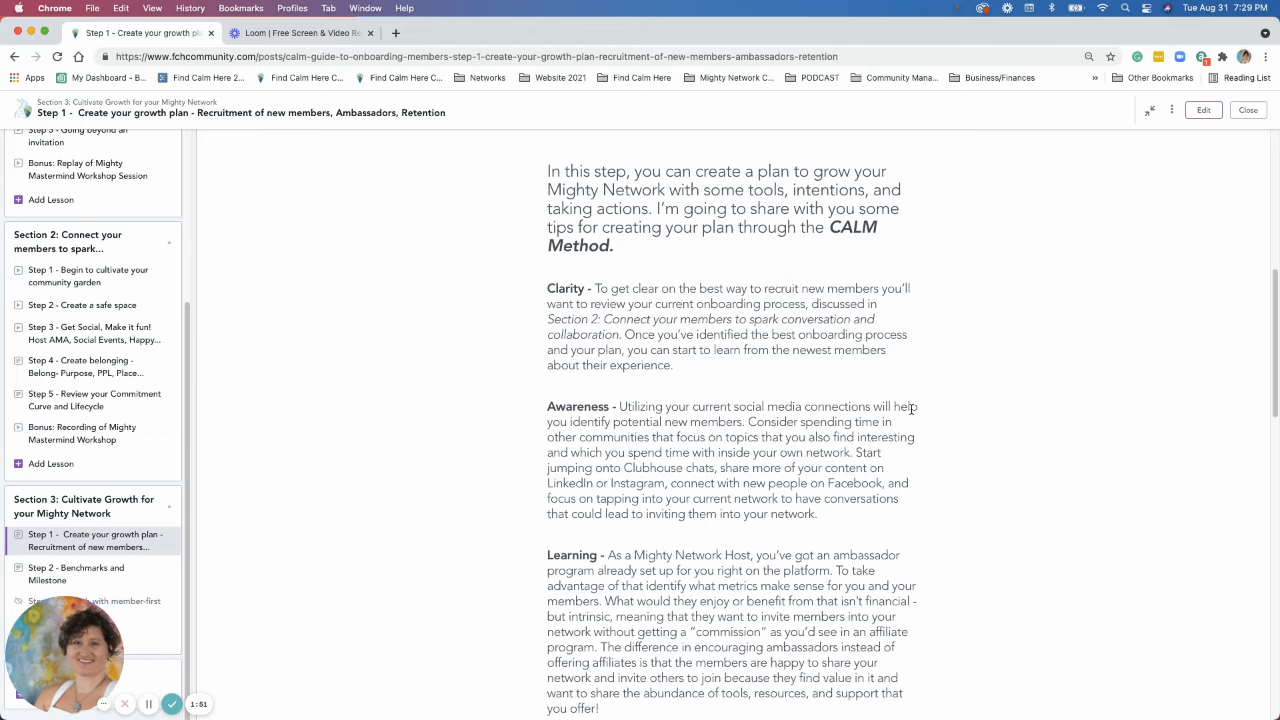 Chrome File Edit View History Bookmarks Profiles Tab Window Help
Tue Aug 31 7:29 PM
Step 1 - Create your growth pl
Loom | Free Screen & Video Re
https://www.fchcommunity.com/posts/calm-guide-to-onboarding-members-step-1-create-your-growth-plan-recruitment-of-new-members-ambassadors-retention
Apps
My Dashboard - B...
Find Calm Here 2...
Find Calm Here C...
Find Calm Here C...
Networks
Website 2021
Find Calm Here
Mighty Network C...
PODCAST
Community Mana...
Business/Finances
»
Other Bookmarks
Reading List
Section 3: Cultivate Growth for your Mighty Network
Step 1 - Create your growth plan - Recruitment of new members, Ambassadors, Retention
Edit
Close
Step 5 - Going beyond an
invitation
Bonus: Replay of Mighty
Mastermind Workshop Session
Add Lesson
Section 2: Connect your
members to spark...
Step 1 - Begin to cultivate your
community garden
Step 2 - Create a safe space
Step 3 - Get Social, Make it fun!
Host AMA, Social Events, Happy...
Step 4 - Create belonging -
Belong- Purpose, PPL, Place...
Step 5 - Review your Commitment
Curve and Lifecycle
Bonus: Recording of Mighty
Mastermind Workshop
Add Lesson
Section 3: Cultivate Growth for
your Mighty Network
Step 1 - Create your growth plan -
Recruitment of new members...
Step 2 - Benchmarks and
Milestone
with member-first
1:51
In this step, you can create a plan to grow your
Mighty Network with some tools, intentions, and
taking actions. I'm going to share with you some
tips for creating your plan through the CALM
Method.
Clarity - To get clear on the best way to recruit new members you'll
want to review your current onboarding process, discussed in
Section 2: Connect your members to spark conversation and
collaboration. Once you've identified the best onboarding process
and your plan, you can start to learn from the newest members
about their experience.
Awareness - Utilizing your current social media connections will help
you identify potential new members. Consider spending time in
other communities that focus on topics that you also find interesting
and which you spend time with inside your own network. Start
jumping onto Clubhouse chats, share more of your content on
LinkedIn or Instagram, connect with new people on Facebook, and
focus on tapping into your current network to have conversations
that could lead to inviting them into your network.
Learning - As a Mighty Network Host, you've got an ambassador
program already set up for you right on the platform. To take
advantage of that identify what metrics make sense for you and your
members. What would they enjoy or benefit from that isn't financial -
but intrinsic, meaning that they want to invite members into your
network without getting a "commission" as you'd see in an affiliate
program. The difference in encouraging ambassadors instead of
offering affiliates is that the members are happy to share your
network and invite others to join because they find value in it and
want to share the abundance of tools, resources, and support that
you offer!